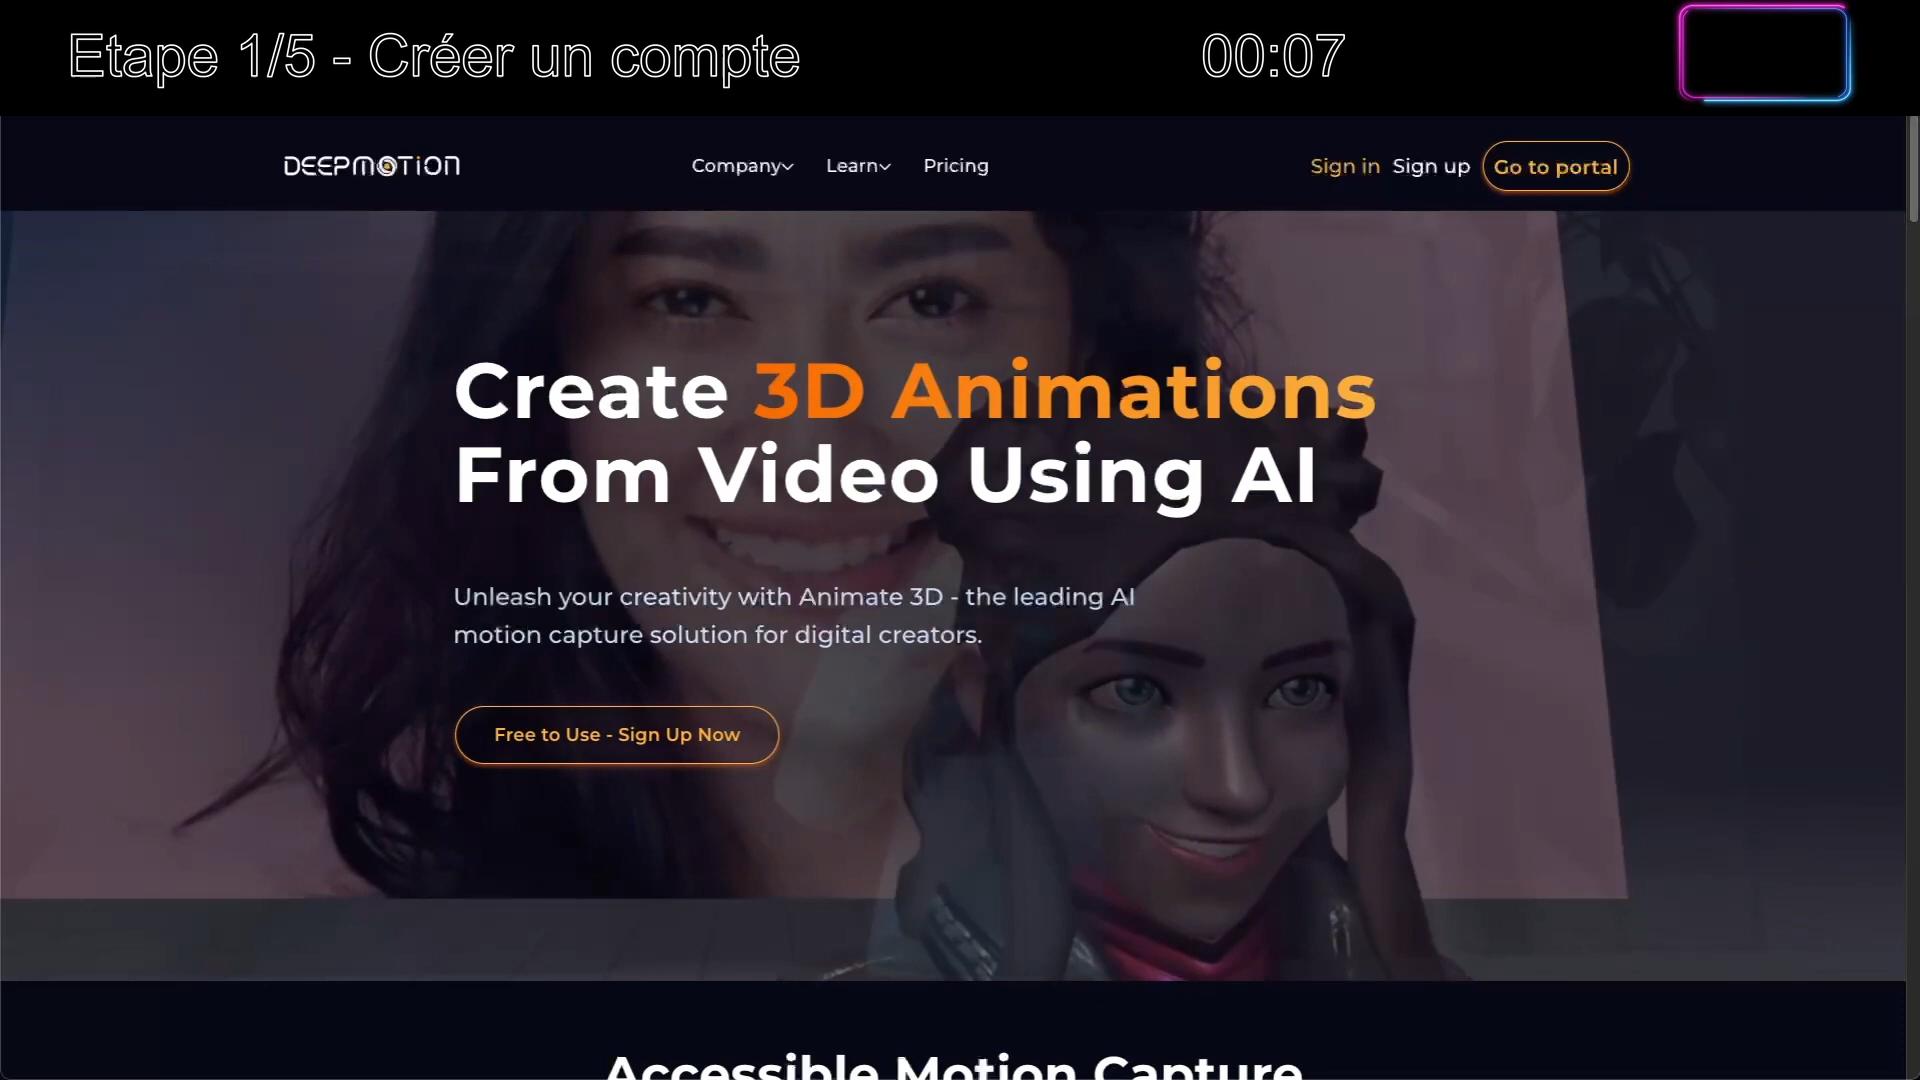 Etape 1/5 - Créer un compte
00:07
DEEPMOTION
Company
Learn
Pricing
Sign in
Sign up
Go to portal
Create 3D Animations
From Video Using AI
Unleash your creativity with Animate 3D - the leading AI
motion capture solution for digital creators.
Free to Use - Sign Up Now
Accessible Motion Capture